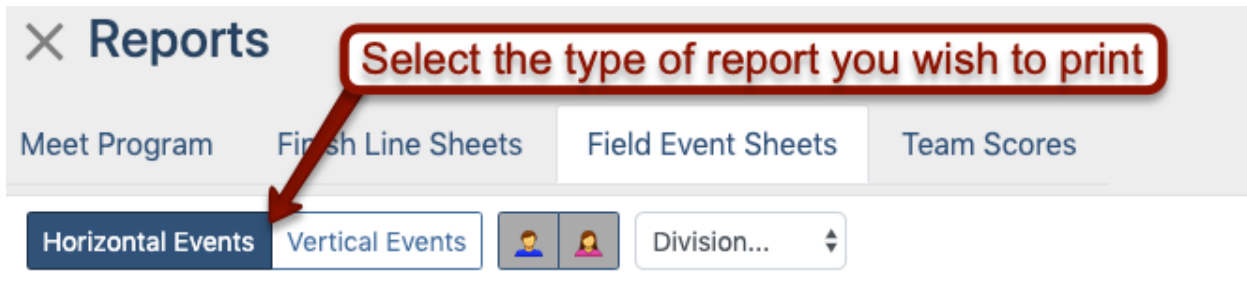 Reports
Select the type of report you wish to print
Meet Program Finish Line Sheets Field Event Sheets Team Scores
Horizontal Events Vertical Events Division...